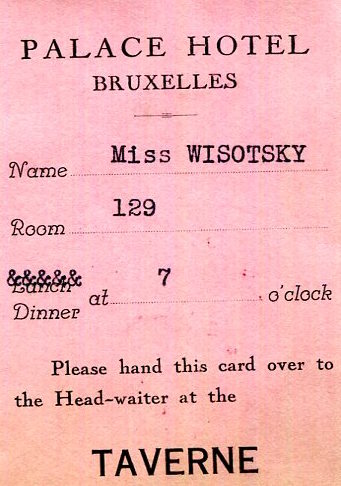 PALACE HOTEL
BRUXELLES
Name Miss WISOTSKY
Room 129
&&&&&
Lunch
Dinner at 7 o'clock
Please hand this card over to
the Head-waiter at the
TAVERNE